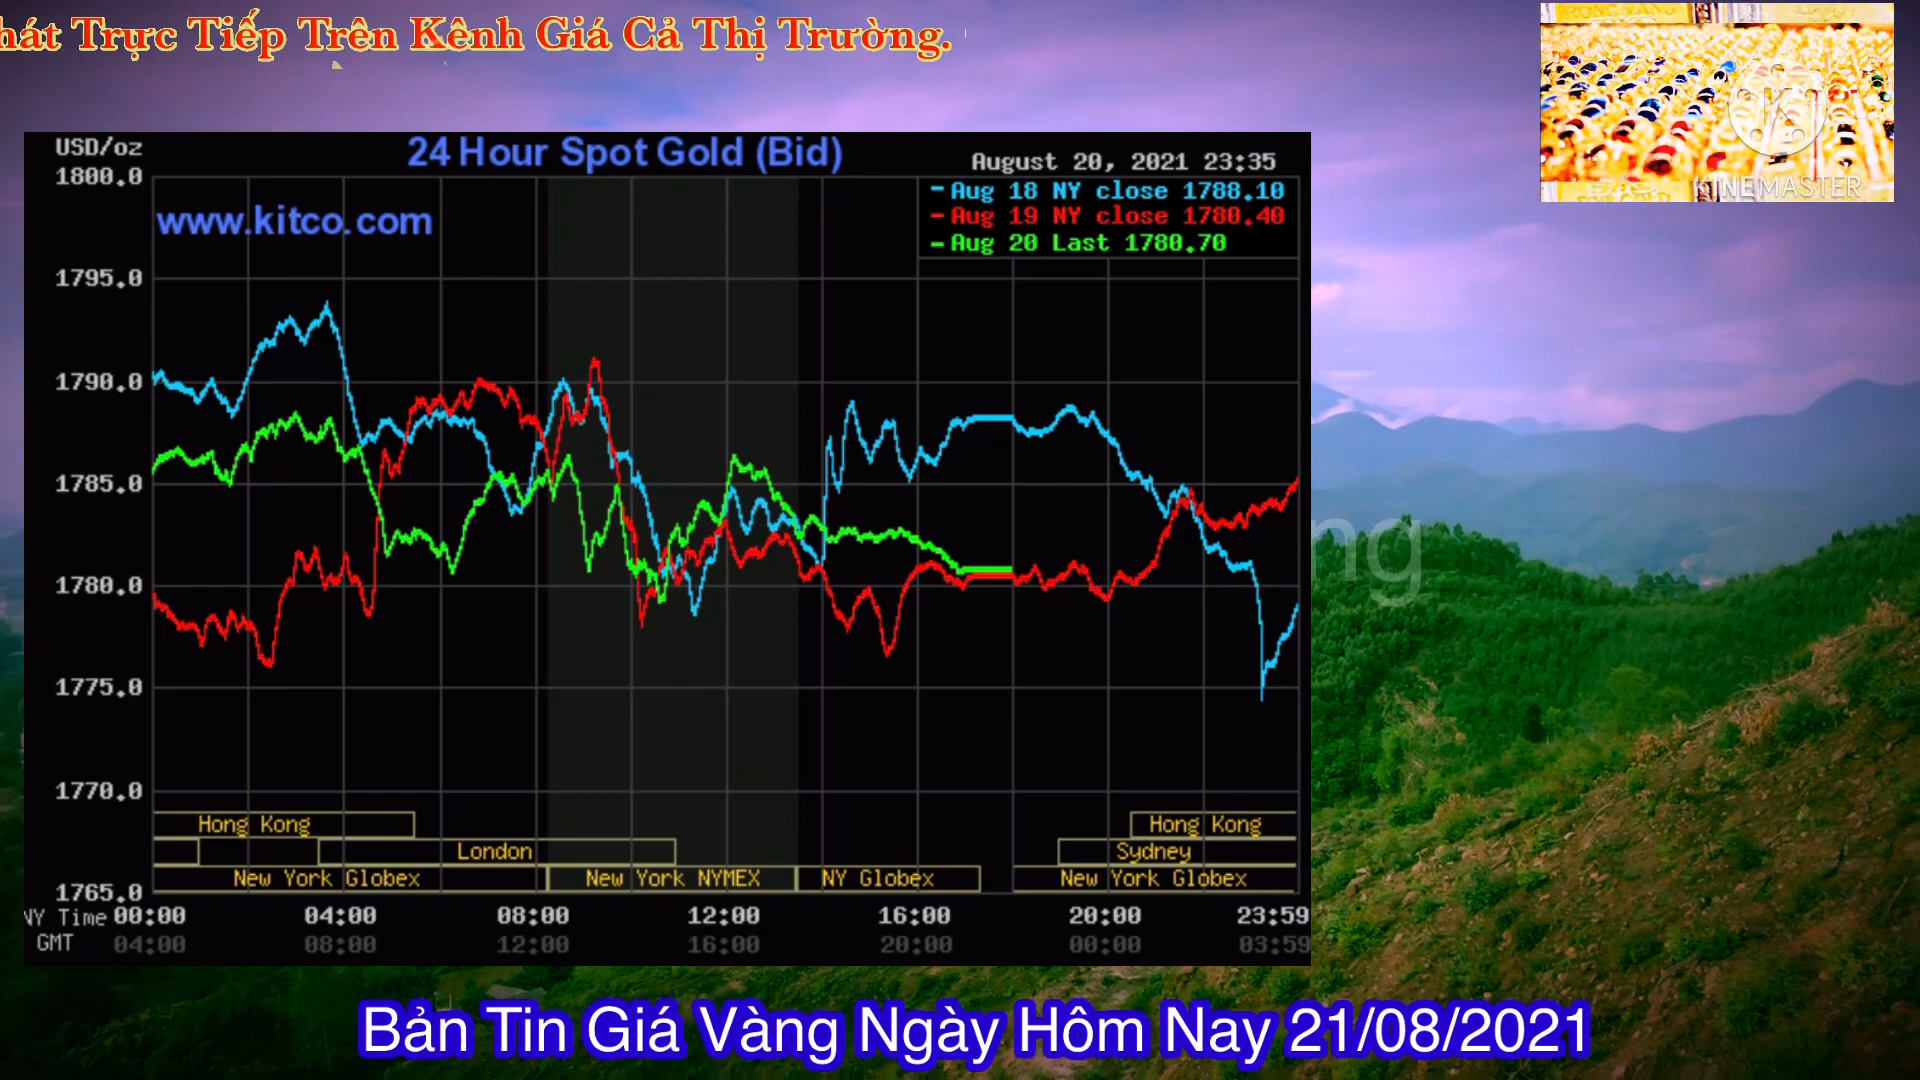 hát Trực Tiếp Trên Kênh Giá Cả Thị Trường.
KINEMASTER
USD/oz
24 Hour Spot Gold (Bid)
August 20, 2021 23:35
www.kitco.com
Aug 18 NY close 1788.10
Aug 19 NY close 1780.40
Aug 20 Last 1780.70
1800.0
1795.0
1790.0
1785.0
1780.0
1775.0
1770.0
1765.0
ng
Hong Kong
Hong Kong
London
Sydney
New York Globex
New York NYMEX
NY Globex
New York Globex
NY Time 00:00 04:00 08:00 12:00 16:00 20:00 23:59
GMT 04:00 08:00 12:00 16:00 20:00 00:00 03:59
Bản Tin Giá Vàng Ngày Hôm Nay 21/08/2021